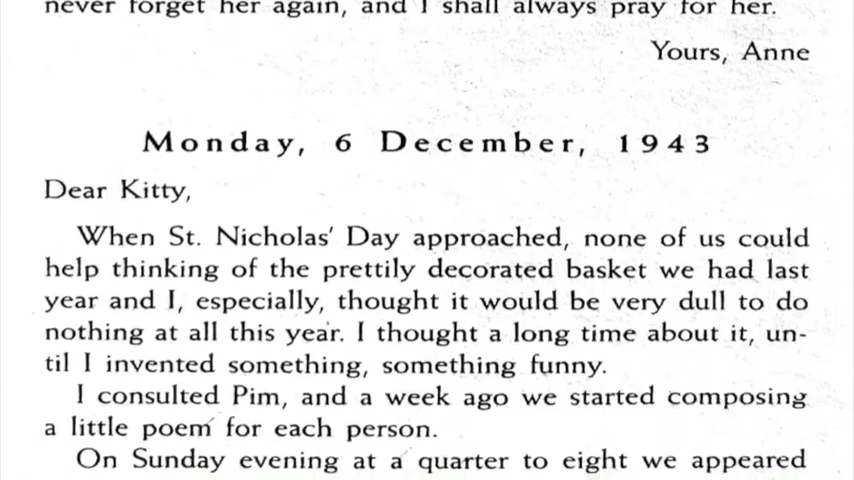 never forget her again, and I shall always pray for her.
Yours, Anne
Monday, 6 December, 1943
Dear Kitty,
When St. Nicholas' Day approached, none of us could
help thinking of the prettily decorated basket we had last
year and I, especially, thought it would be very dull to do
nothing at all this year. I thought a long time about it, un-
til I invented something, something funny.
I consulted Pim, and a week ago we started composing
a little poem for each person.
On Sunday evening at a quarter to eight we appeared